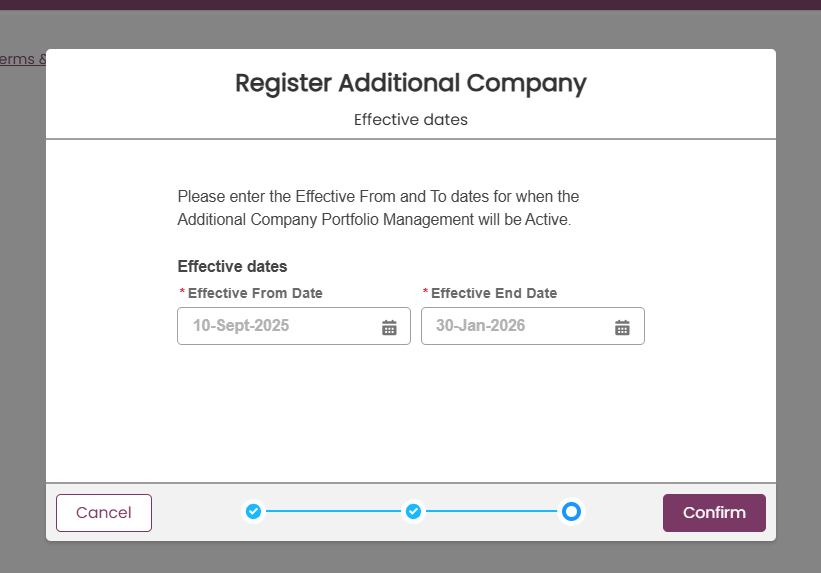 erms &
Register Additional Company
Effective dates
Please enter the Effective From and To dates for when the
Additional Company Portfolio Management will be Active.
Effective dates
*Effective From Date *Effective End Date
10-Sept-2025 30-Jan-2026
Cancel Confirm